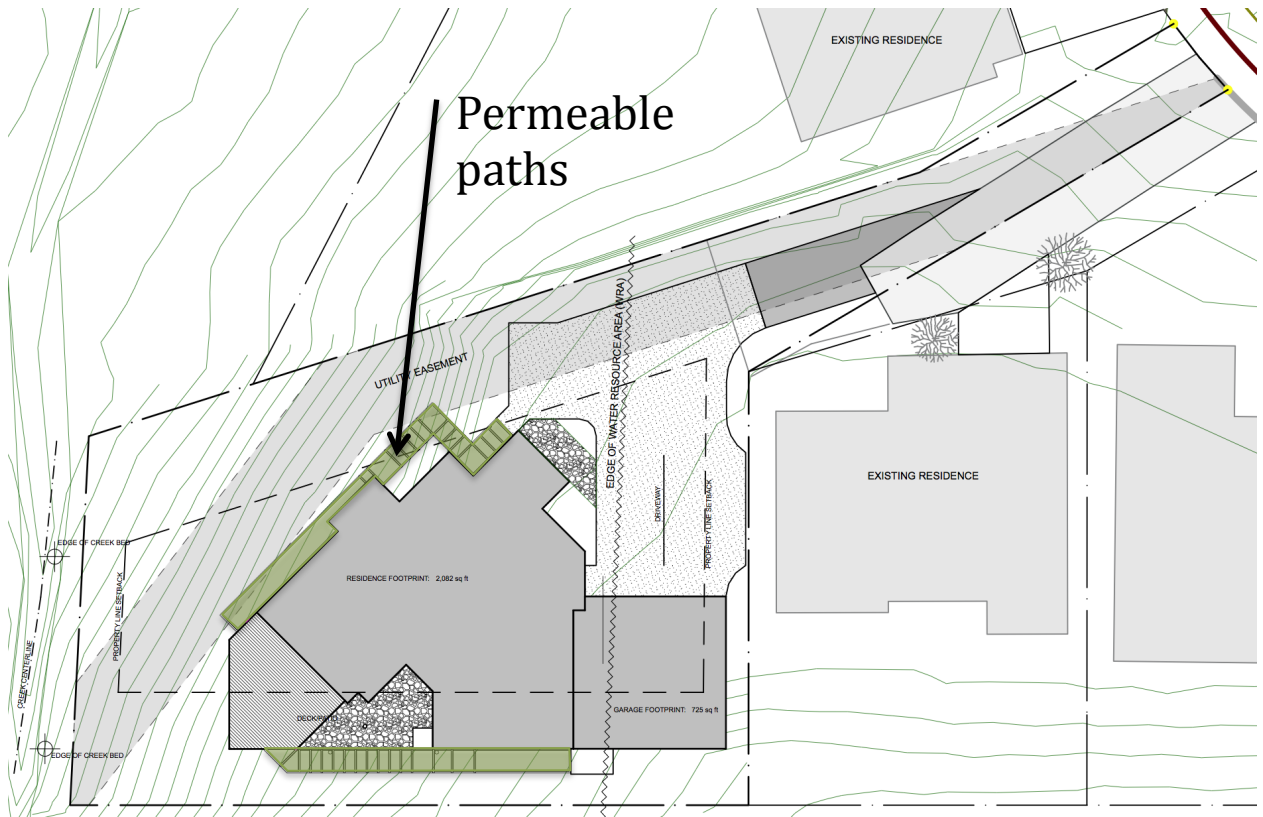 EXISTING RESIDENCE
Permeable
paths
UTILITY EASEMENT
EDGE OF WATER RESOURCE AREA (WRA)
EXISTING RESIDENCE
DRIVEWAY
PROPERTY LINE SETBACK
EDGE OF CREEK BED
RESIDENCE FOOTPRINT: 2,082 sq ft
PROPERTY LINE SETBACK
CREEK CENTERLINE
DECK/PATIO
GARAGE FOOTPRINT: 725 sq ft
EDGE OF CREEK BED